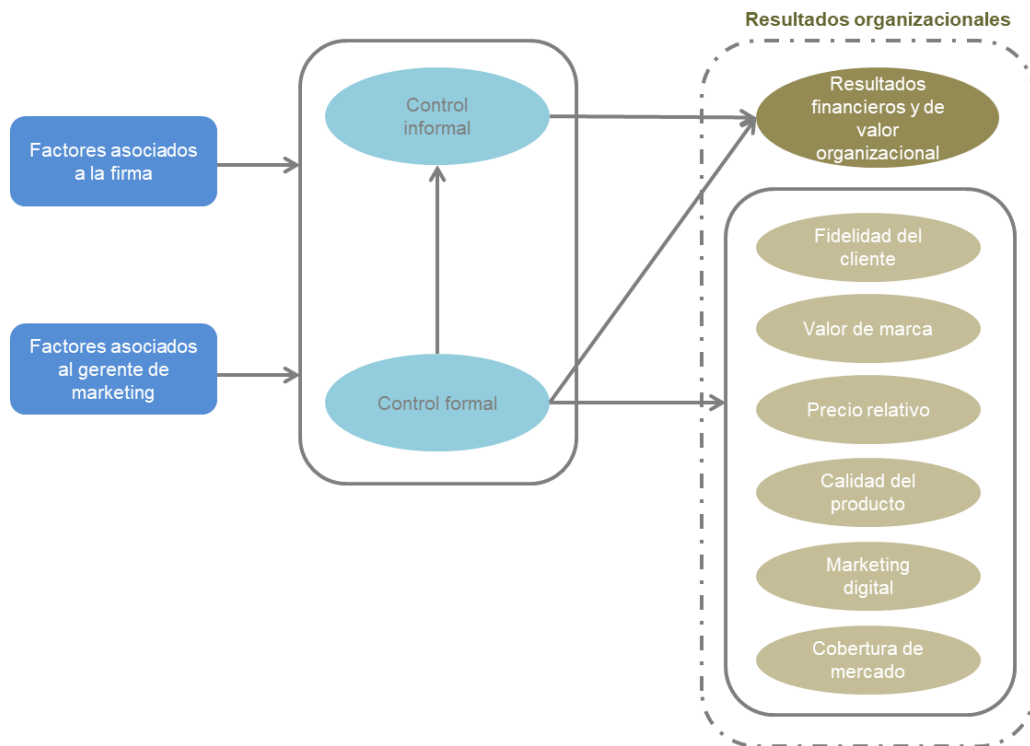 Resultados organizacionales
Factores asociados
a la firma
Factores asociados
al gerente de
marketing
Control
informal
Control formal
Resultados
financieros y de
valor
organizacional
Fidelidad del
cliente
Valor de marca
Precio relativo
Calidad del
producto
Marketing
digital
Cobertura de
mercado